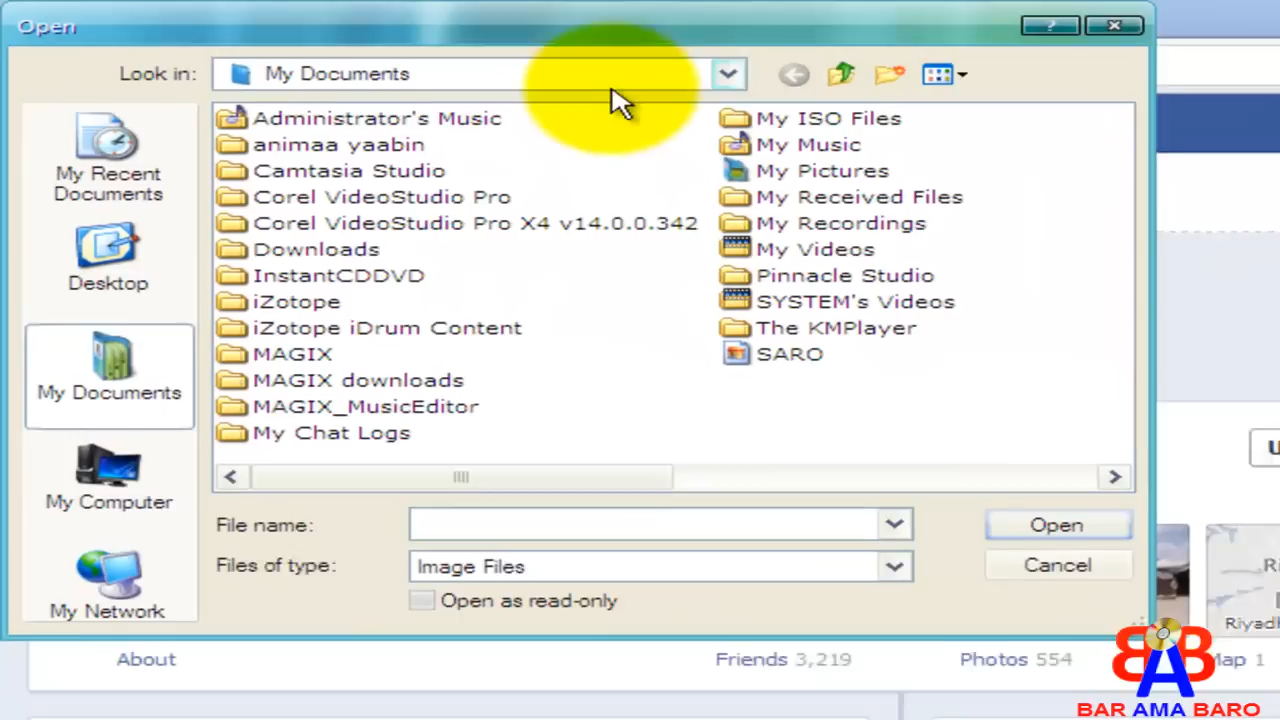 Open
Look in:
My Documents
My Recent
Documents
Desktop
My Documents
My Computer
My Network
Administrator's Music
animaa yaabin
Camtasia Studio
Corel VideoStudio Pro
Corel VideoStudio Pro X4 v14.0.0.342
Downloads
InstantCDDVD
iZotope
iZotope iDrum Content
MAGIX
MAGIX downloads
MAGIX_MusicEditor
My Chat Logs
My ISO Files
My Music
My Pictures
My Received Files
My Recordings
My Videos
Pinnacle Studio
SYSTEM's Videos
The KMPlayer
SARO
File name:
Open
Files of type:
Image Files
Cancel
Open as read-only
About
Friends 3,219
Photos 554
Map 1
BAB
BAR AMA BARO